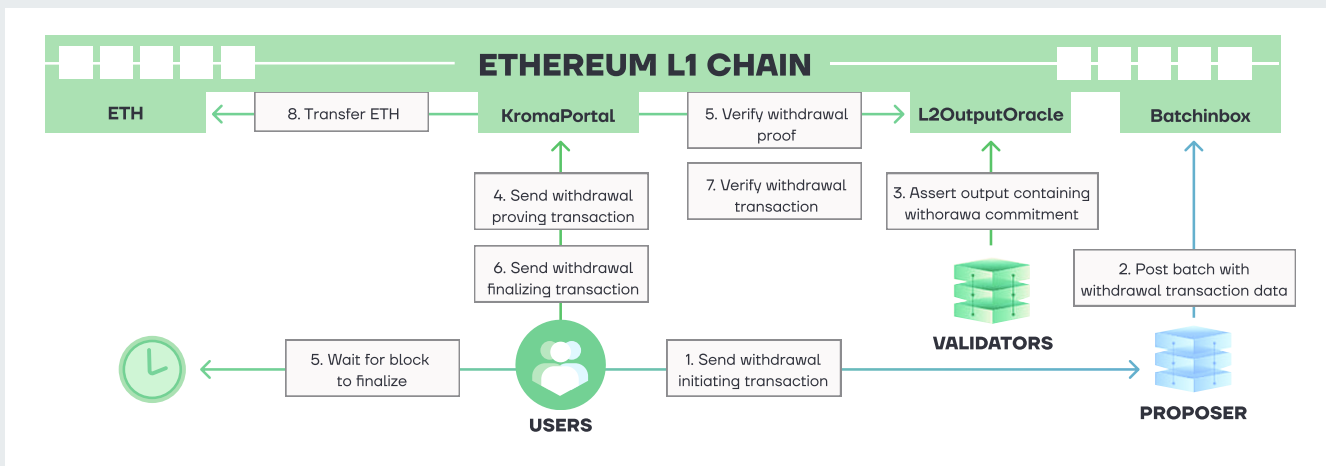 ETHEREUM L1 CHAIN
ETH
8. Transfer ETH
KromaPortal
5. Verify withdrawal
proof
L2OutputOracle
Batchinbox
4. Send withdrawal
proving transaction
7. Verify withdrawal
transaction
3. Assert output containing
withorawa commitment
6. Send withdrawal
finalizing transaction
2. Post batch with
withdrawal transaction data
VALIDATORS
5. Wait for block
to finalize
1. Send withdrawal
initiating transaction
USERS
PROPOSER